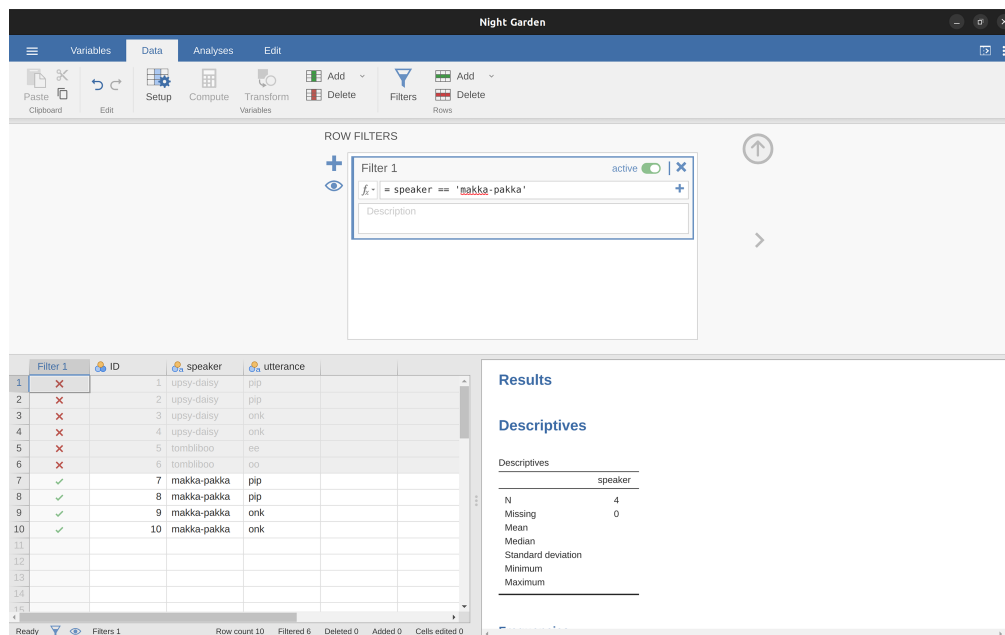 Night Garden
Variables Data Analyses Edit
Paste Setup Compute Transform Add Delete Filters Add Delete
Clipboard Edit Variables Rows
ROW FILTERS
Filter 1 active
fx = speaker == 'makka-pakka'
Description
Filter 1 ID speaker utterance
1 1 upsy-daisy pip
2 2 upsy-daisy pip
3 3 upsy-daisy onk
4 4 upsy-daisy onk
5 5 tombliboo ee
6 6 tombliboo oo
7 7 makka-pakka pip
8 8 makka-pakka pip
9 9 makka-pakka onk
10 10 makka-pakka onk
11
12
13
14
15
Ready Filters 1 Row count 10 Filtered 6 Deleted 0 Added 0 Cells edited 0
Results
Descriptives
Descriptives
speaker
N 4
Missing 0
Mean
Median
Standard deviation
Minimum
Maximum